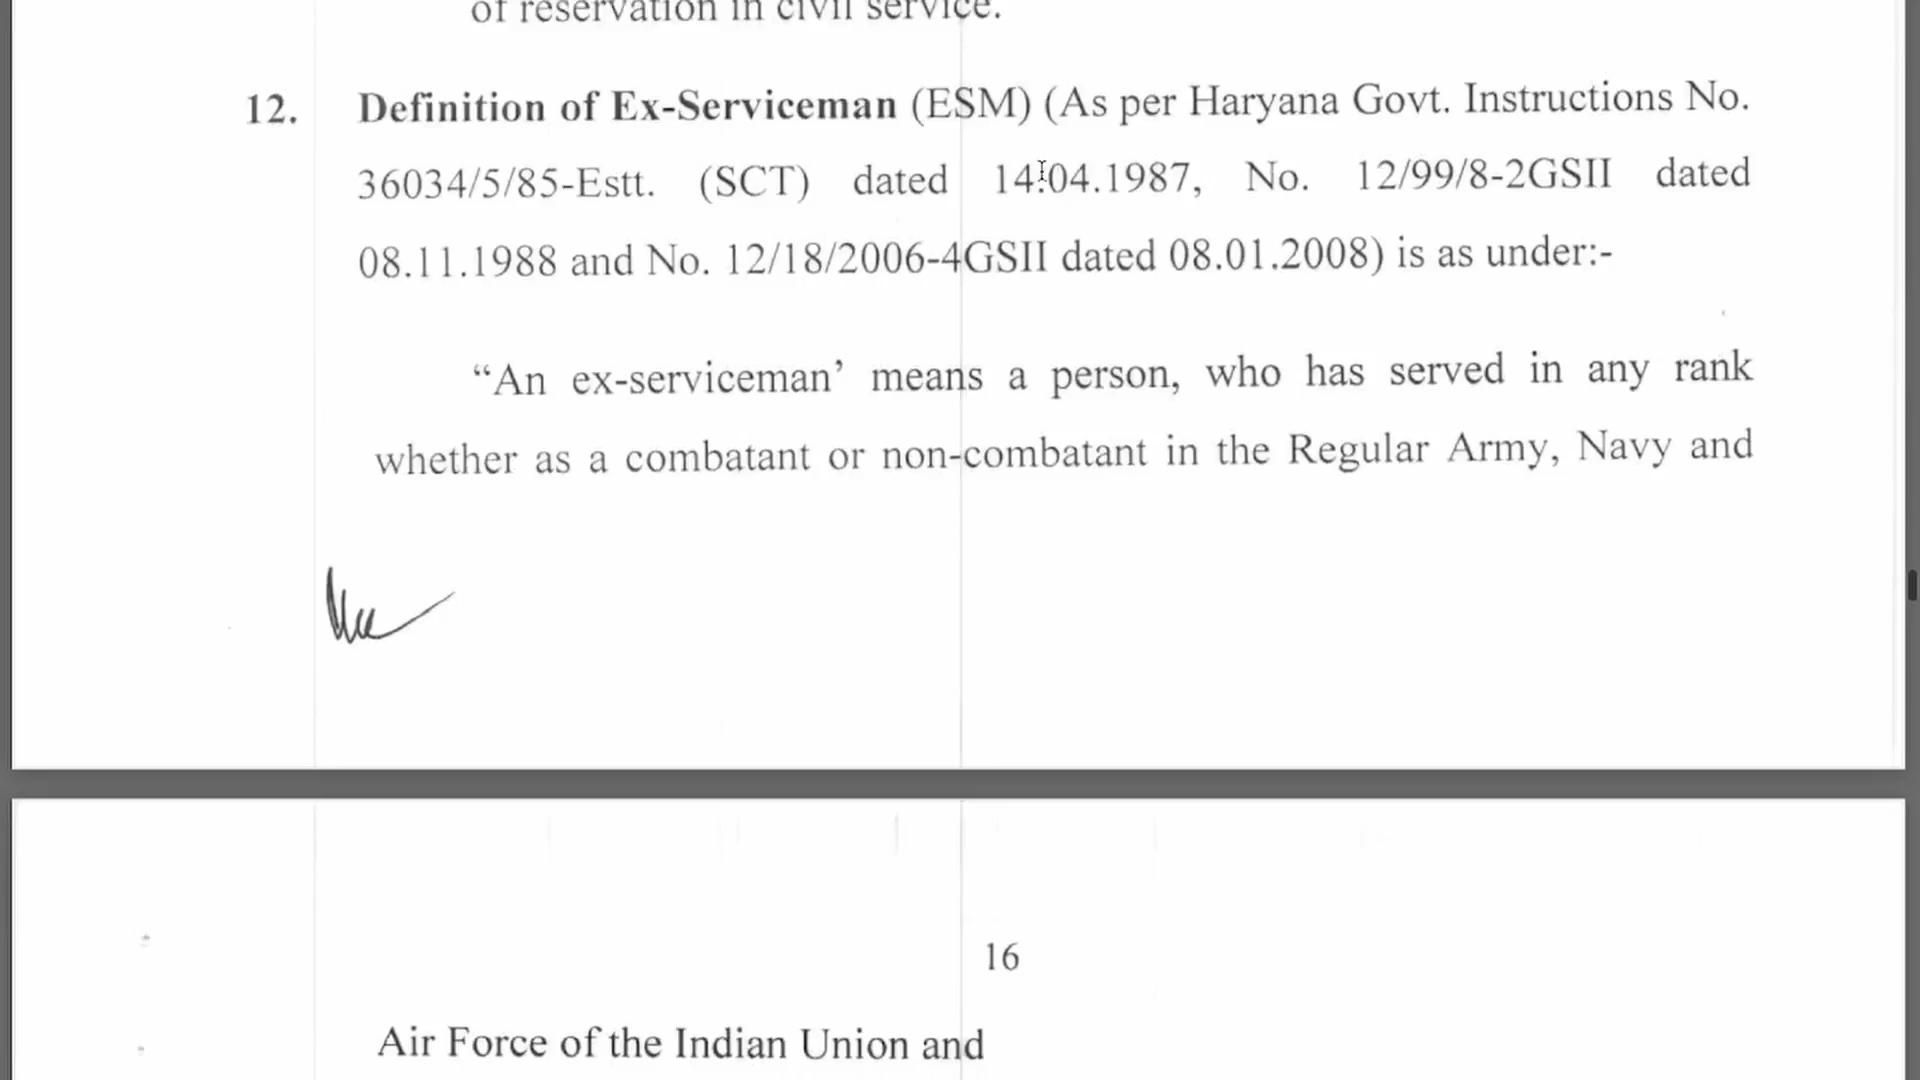 of reservation in civil service.
12. Definition of Ex-Serviceman (ESM) (As per Haryana Govt. Instructions No.
36034/5/85-Estt. (SCT) dated 14.04.1987, No. 12/99/8-2GSII dated
08.11.1988 and No. 12/18/2006-4GSII dated 08.01.2008) is as under:-
“An ex-serviceman’ means a person, who has served in any rank
whether as a combatant or non-combatant in the Regular Army, Navy and
16
Air Force of the Indian Union and